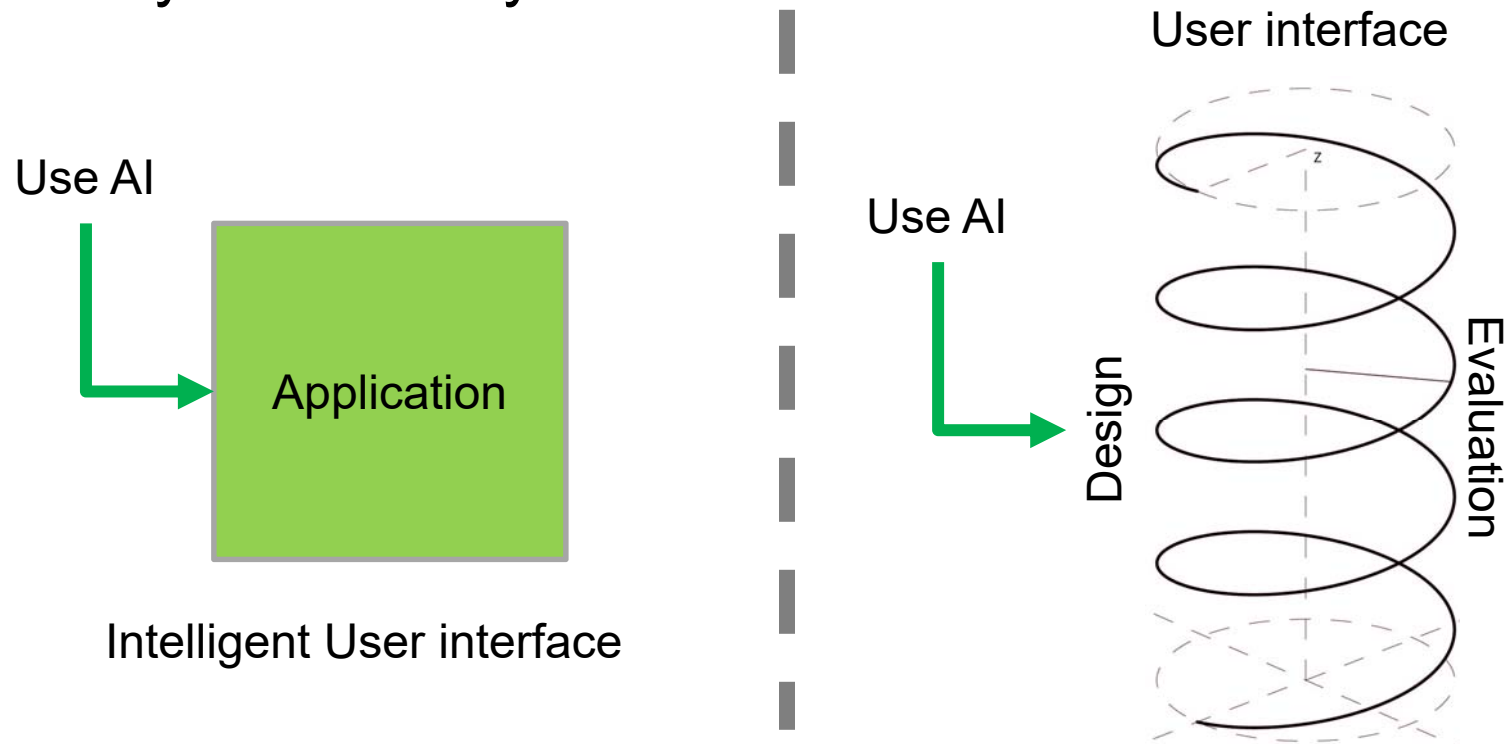 Use AI
Application
Intelligent User interface
User interface
z
Use AI
Design
Evaluation